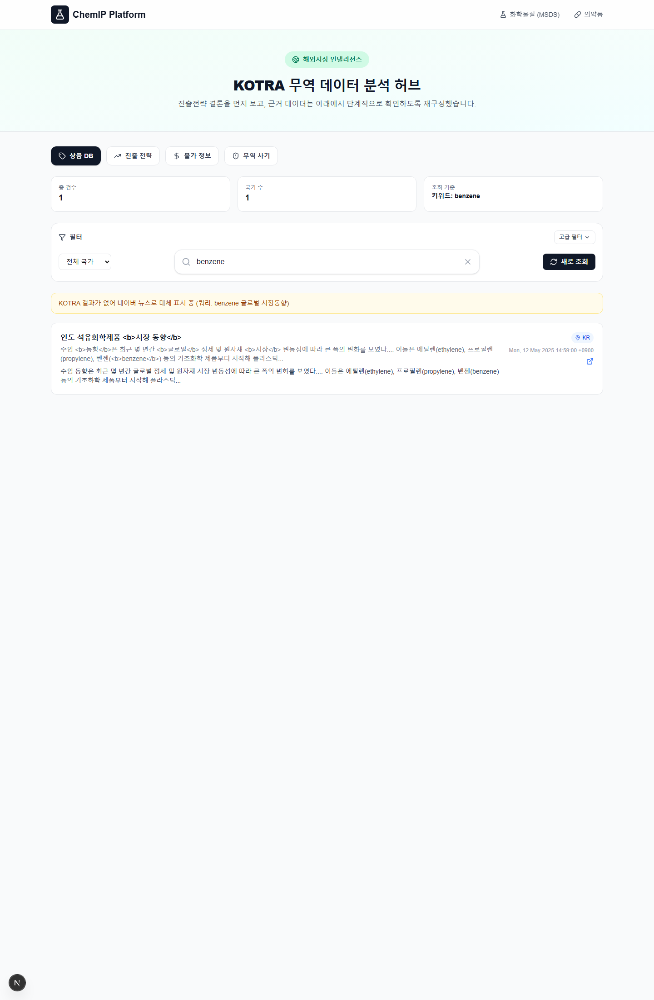 ChemIP Platform
화학물질 (MSDS)
의약품
해외시장 인텔리전스
KOTRA 무역 데이터 분석 허브
진출전략 결론을 먼저 보고, 근거 데이터는 아래에서 단계적으로 확인하도록 재구성했습니다.
상품 DB
진출 전략
물가 정보
무역 사기
총 건수
1
국가 수
1
조회 기준
키워드: benzene
필터
고급 필터
전체 국가
benzene
새로 조회
KOTRA 결과가 없어 네이버 뉴스로 대체 표시 중 (쿼리: benzene 글로벌 시장동향)
인도 석유화학제품 <b>시장 동향</b>
KR
수입 <b>동향</b>은 최근 몇 년간 <b>글로벌</b> 정세 및 원자재 <b>시장</b> 변동성에 따라 큰 폭의 변화를 보였다.... 이들은 에틸렌(ethylene), 프로필렌
(propylene), 벤젠(<b>benzene</b>) 등의 기초화학 제품부터 시작해 플라스틱...
Mon, 12 May 2025 14:59:00 +0900
수입 동향은 최근 몇 년간 글로벌 정세 및 원자재 시장 변동성에 따라 큰 폭의 변화를 보였다.... 이들은 에틸렌(ethylene), 프로필렌(propylene), 벤젠(benzene)
등의 기초화학 제품부터 시작해 플라스틱...
N